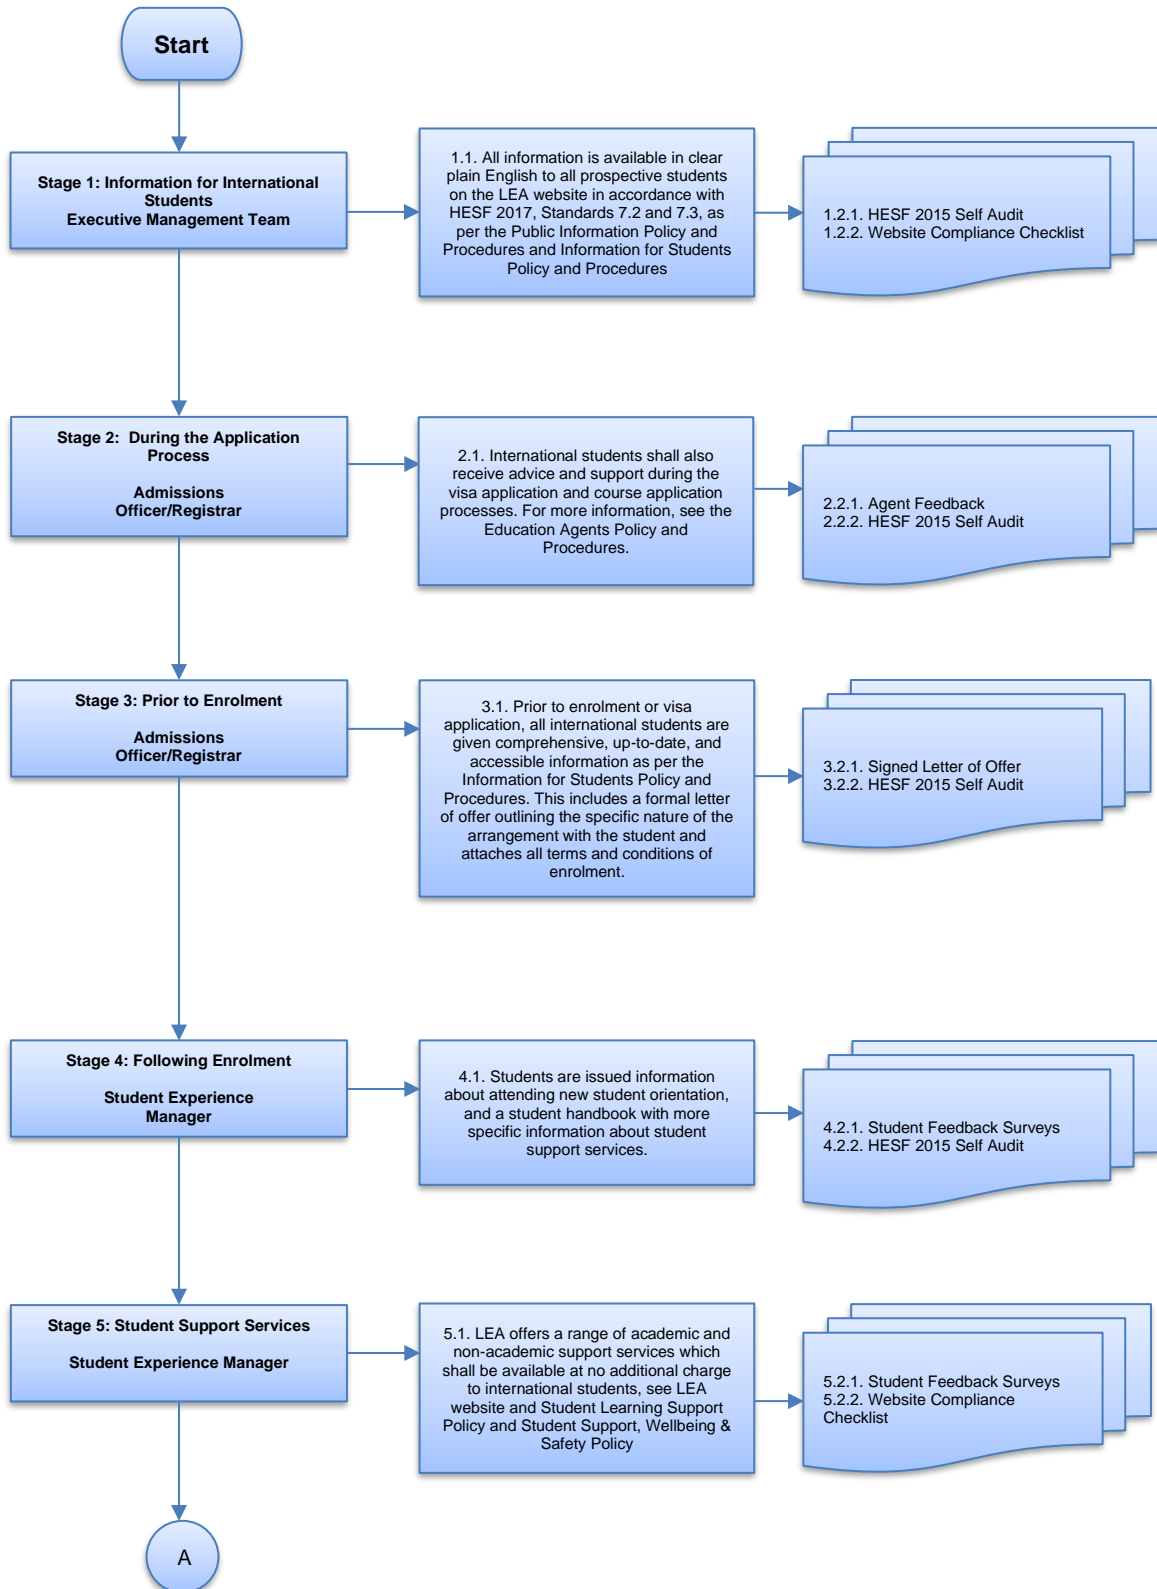 Start
Stage 1: Information for International
Students
Executive Management Team
1.1. All information is available in clear
plain English to all prospective
students on the LEA website in accordance with
HESF 2017, Standards 7.2 and 7.3, as
per the Public Information Policy and
Procedures and Information for Students
Policy and Procedures
1.2.1. HESF 2015 Self Audit
1.2.2. Website Compliance Checklist
Stage 2: During the Application
Process
Admissions
Officer/Registrar
2.1. International students shall also
receive advice and support during the
visa application and course application
processes. For more information, see the
Education Agents Policy and
Procedures.
2.2.1. Agent Feedback
2.2.2. HESF 2015 Self Audit
Stage 3: Prior to Enrolment
Admissions
Officer/Registrar
3.1. Prior to enrolment or visa
application, all international students are
given comprehensive, up-to-date, and
accessible information as per the
Information for Students Policy and
Procedures. This includes a formal letter
of offer outlining the specific nature of the
arrangement with the student and
attaches all terms and conditions of
enrolment.
3.2.1. Signed Letter of Offer
3.2.2. HESF 2015 Self Audit
Stage 4: Following Enrolment
Student Experience
Manager
4.1. Students are issued information
about attending new student orientation,
and a student handbook with more
specific information about student
support services.
4.2.1. Student Feedback Surveys
4.2.2. HESF 2015 Self Audit
Stage 5: Student Support Services
Student Experience Manager
5.1. LEA offers a range of academic and
non-academic support services which
shall be available at no additional charge
to international students, see LEA
website and Student Learning Support
Policy and Student Support, Wellbeing &
Safety Policy
5.2.1. Student Feedback Surveys
5.2.2. Website Compliance
Checklist
A